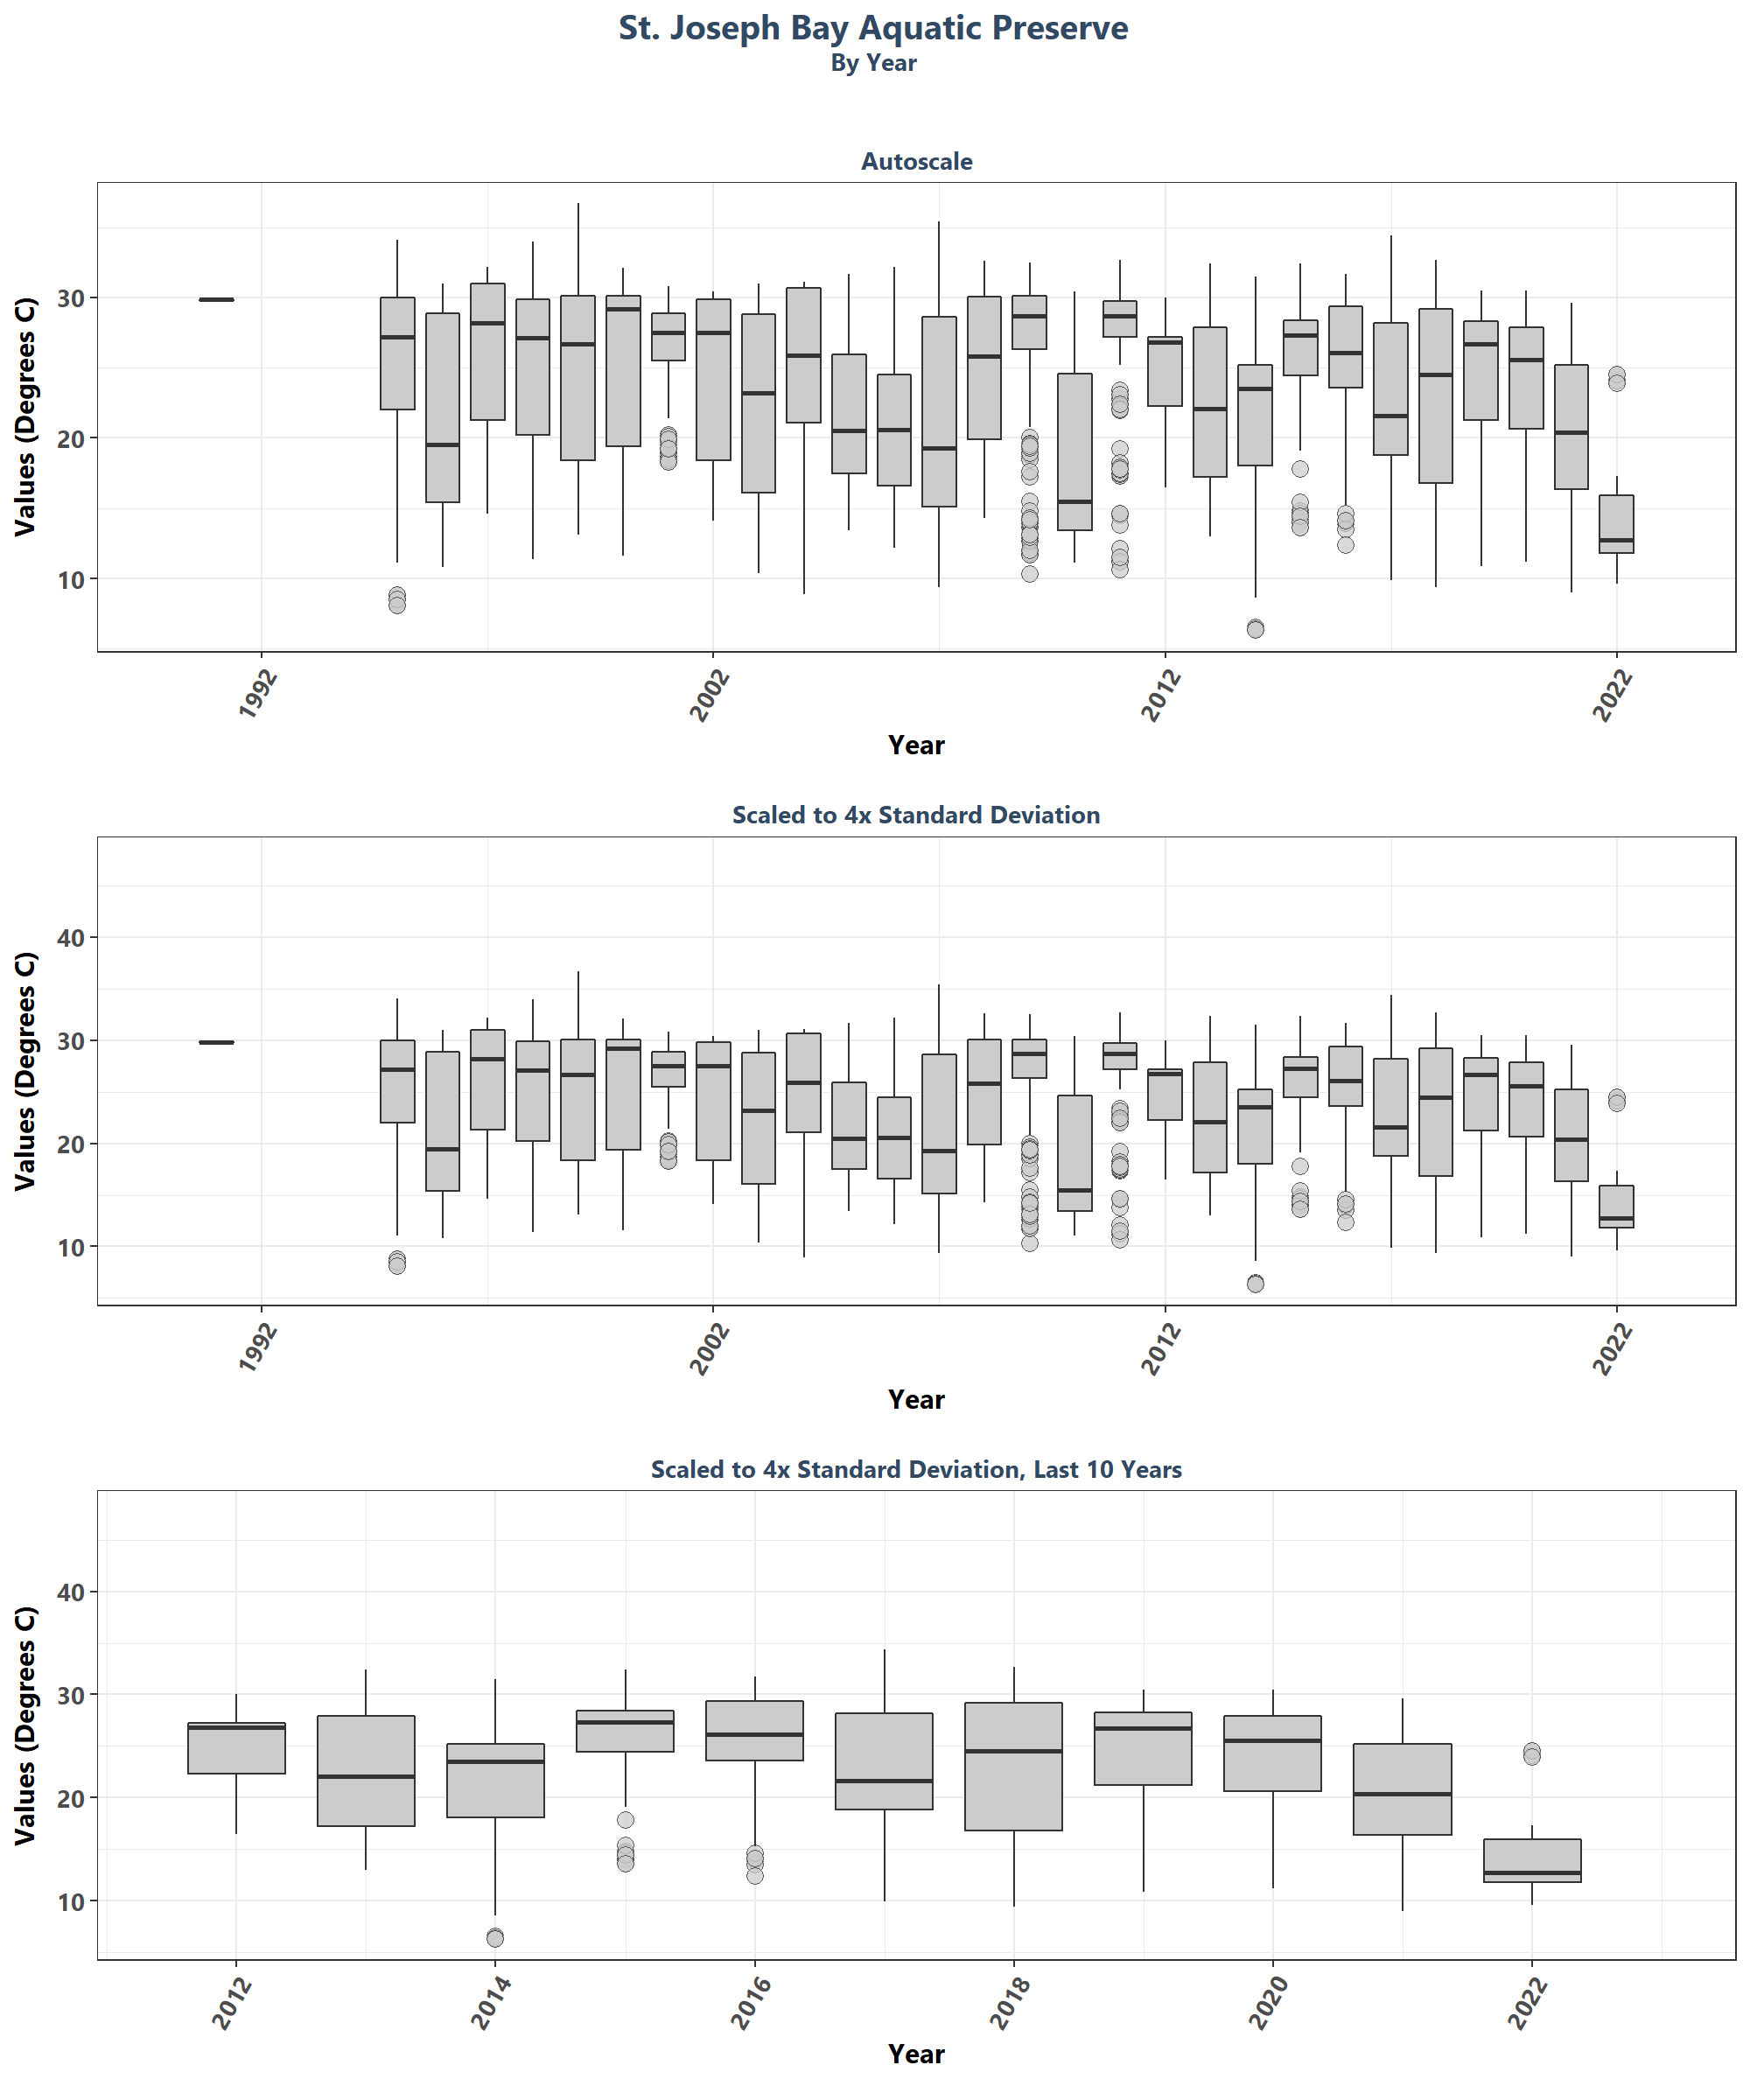 St. Joseph Bay Aquatic Preserve
By Year
Autoscale
Values (Degrees C)
30
20
10
1992
2002
2012
2022
Year
Scaled to 4x Standard Deviation
Values (Degrees C)
40
30
20
10
1992
2002
2012
2022
Year
Scaled to 4x Standard Deviation, Last 10 Years
Values (Degrees C)
40
30
20
10
2012
2014
2016
2018
2020
2022
Year